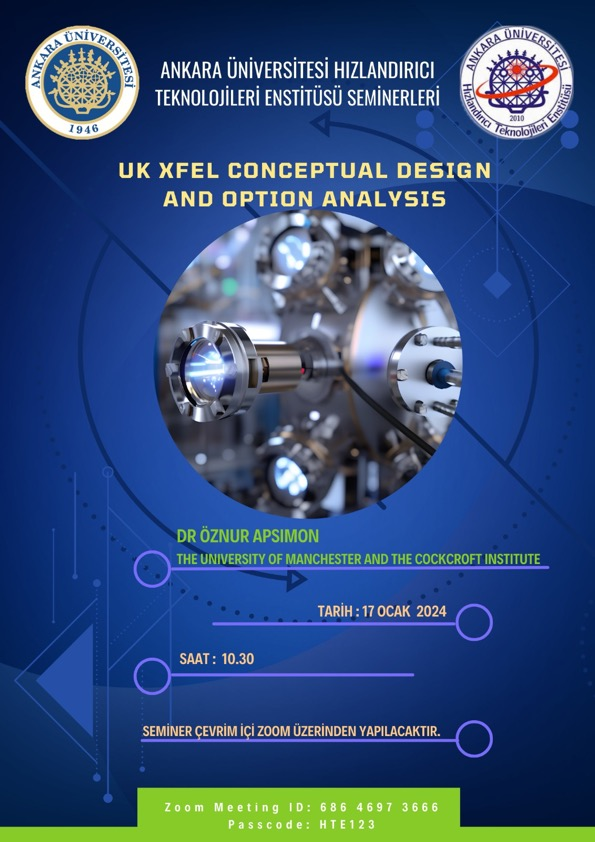 ANKARA ÜNİVERSİTESİ
1946
ANKARA ÜNİVERSİTESİ HIZLANDIRICI
TEKNOLOJİLERİ ENSTİTÜSÜ SEMİNERLERİ
ANKARA ÜNİVERSİTESİ
2010
Hızlandırıcı Teknolojileri Enstitüsü
UK XFEL CONCEPTUAL DESIGN
AND OPTION ANALYSIS
DR ÖZNUR APSIMON
THE UNIVERSITY OF MANCHESTER AND THE COCKCROFT INSTITUTE
TARİH : 17 OCAK 2024
SAAT : 10.30
SEMİNER ÇEVRİM İÇİ ZOOM ÜZERİNDEN YAPILACAKTIR.
Zoom Meeting ID: 686 4697 3666
Passcode: HTE123